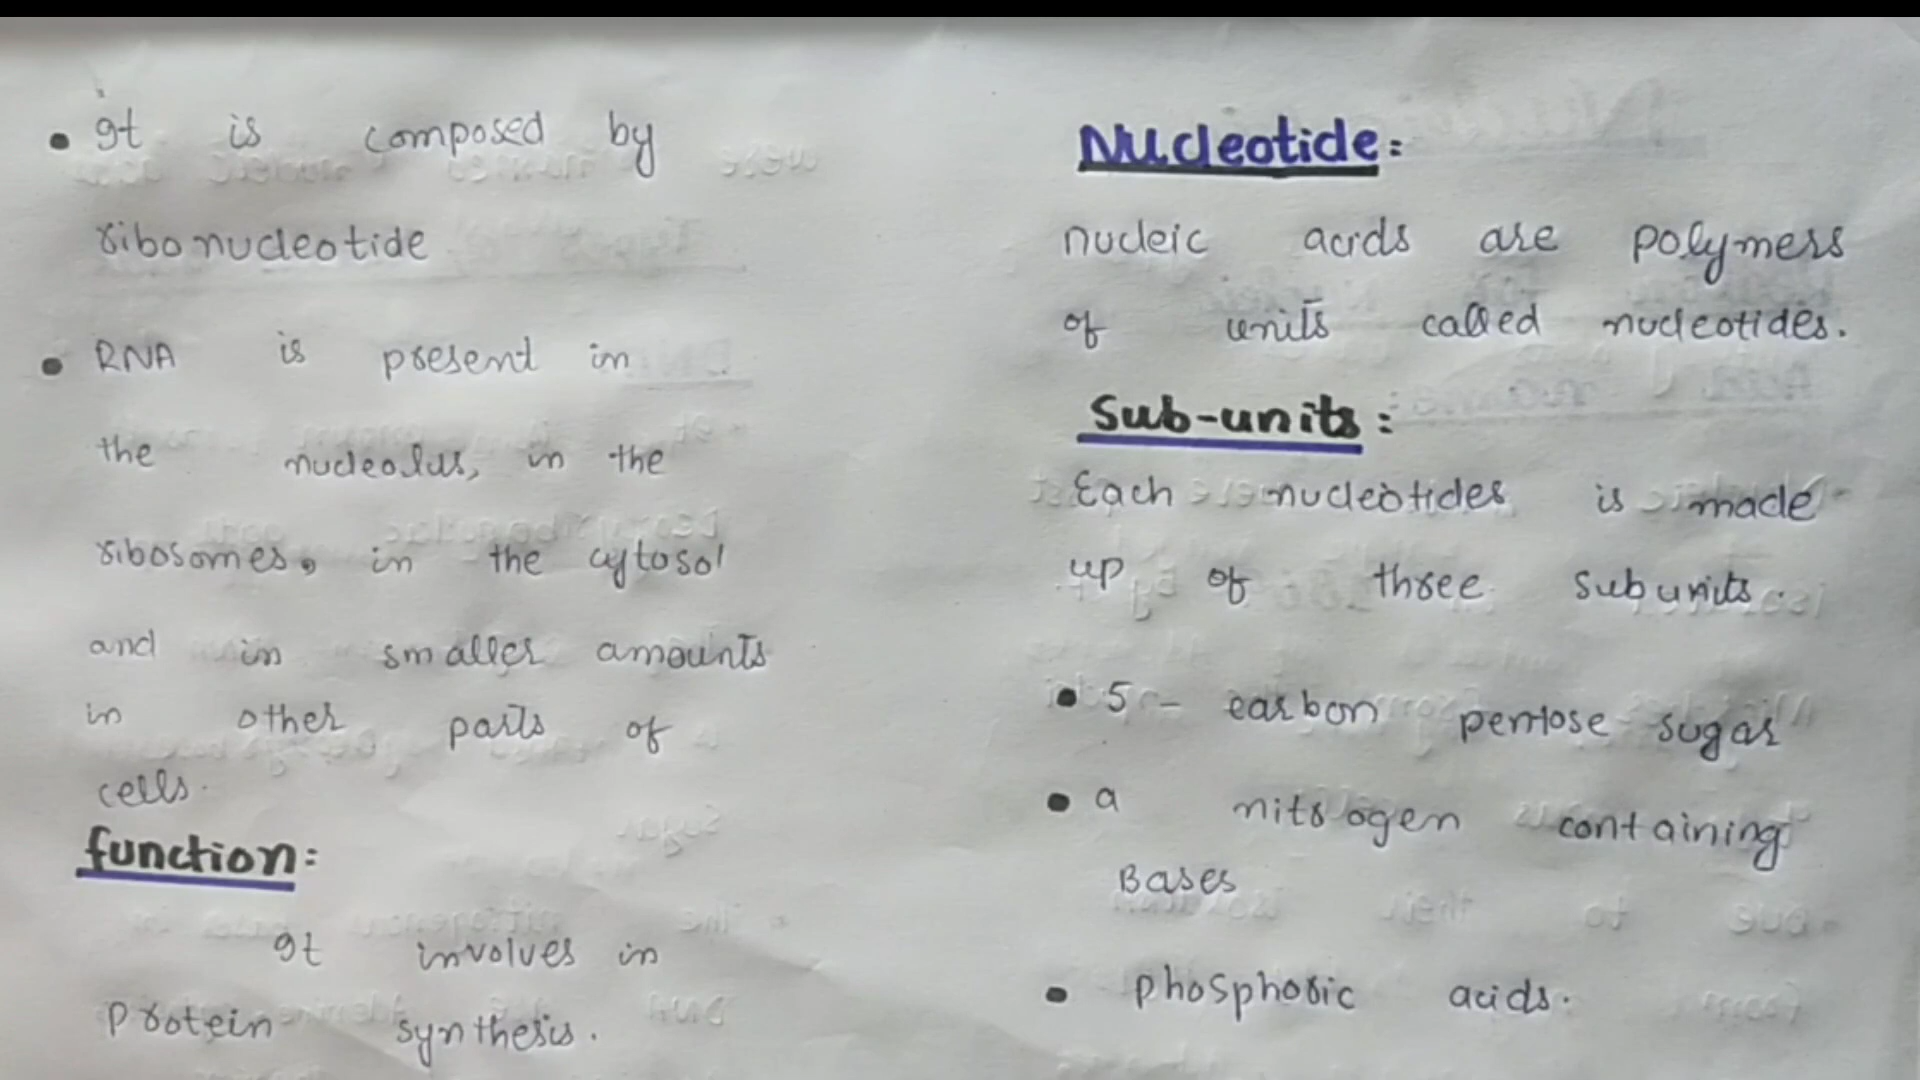 • It is composed by
ribonucleotide
• RNA is present in
the nucleolus, in the
ribosomes, in the cytosol
and in smaller amounts
in other parts of
cells.
function:
It involves in
Protein synthesis.
Nucleotide:
nucleic acids are polymers
of units called nucleotides.
Sub-units:
Each nucleotides is made
up of three subunits.
• 5 - carbon pentose sugar
• a nitrogen containing
Bases
• phosphoric acids.